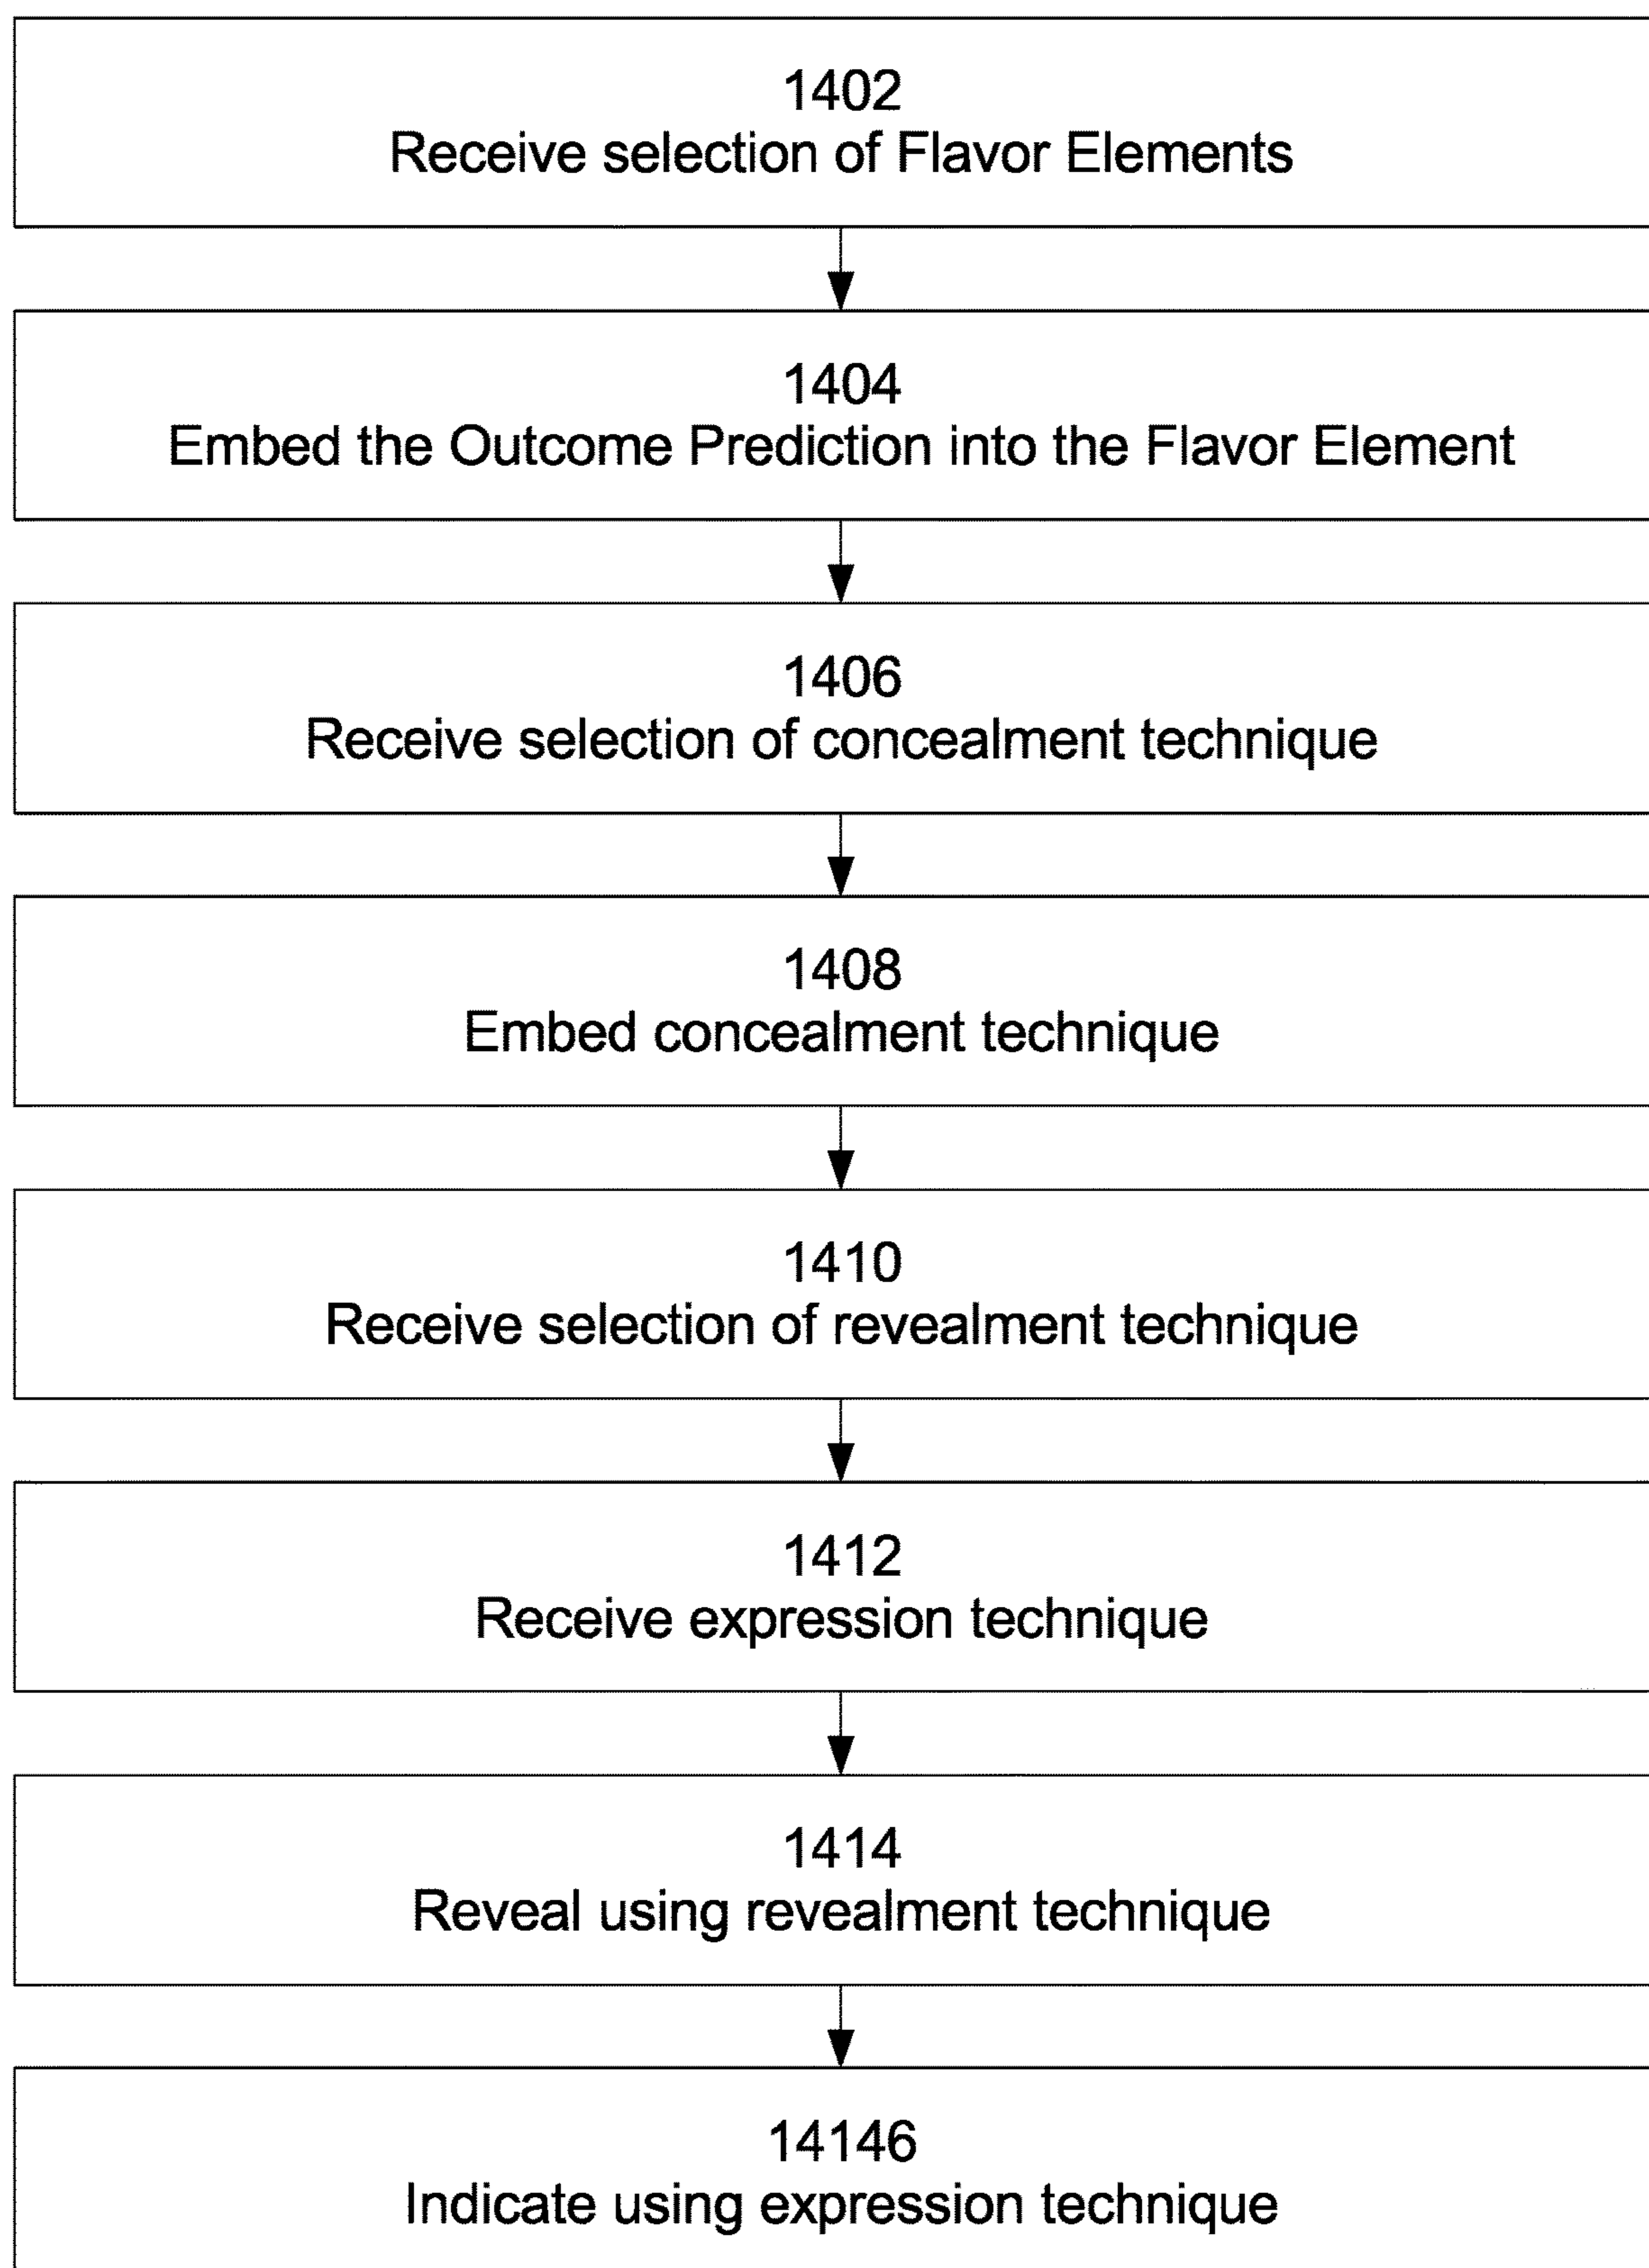 1402
Receive selection of Flavor Elements
1404
Embed the Outcome Prediction into the Flavor Element
1406
Receive selection of concealment technique
1408
Embed concealment technique
1410
Receive selection of revealment technique
1412
Receive expression technique
1414
Reveal using revealment technique
14146
Indicate using expression technique